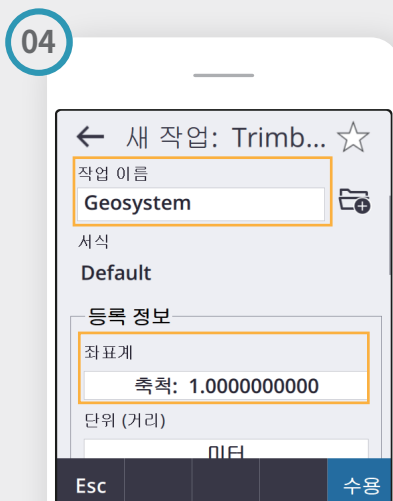 04
새 작업: Trimb...
작업 이름
Geosystem
서식
Default
등록 정보
좌표계
축척: 1.0000000000
단위 (거리)
미터
Esc
수용